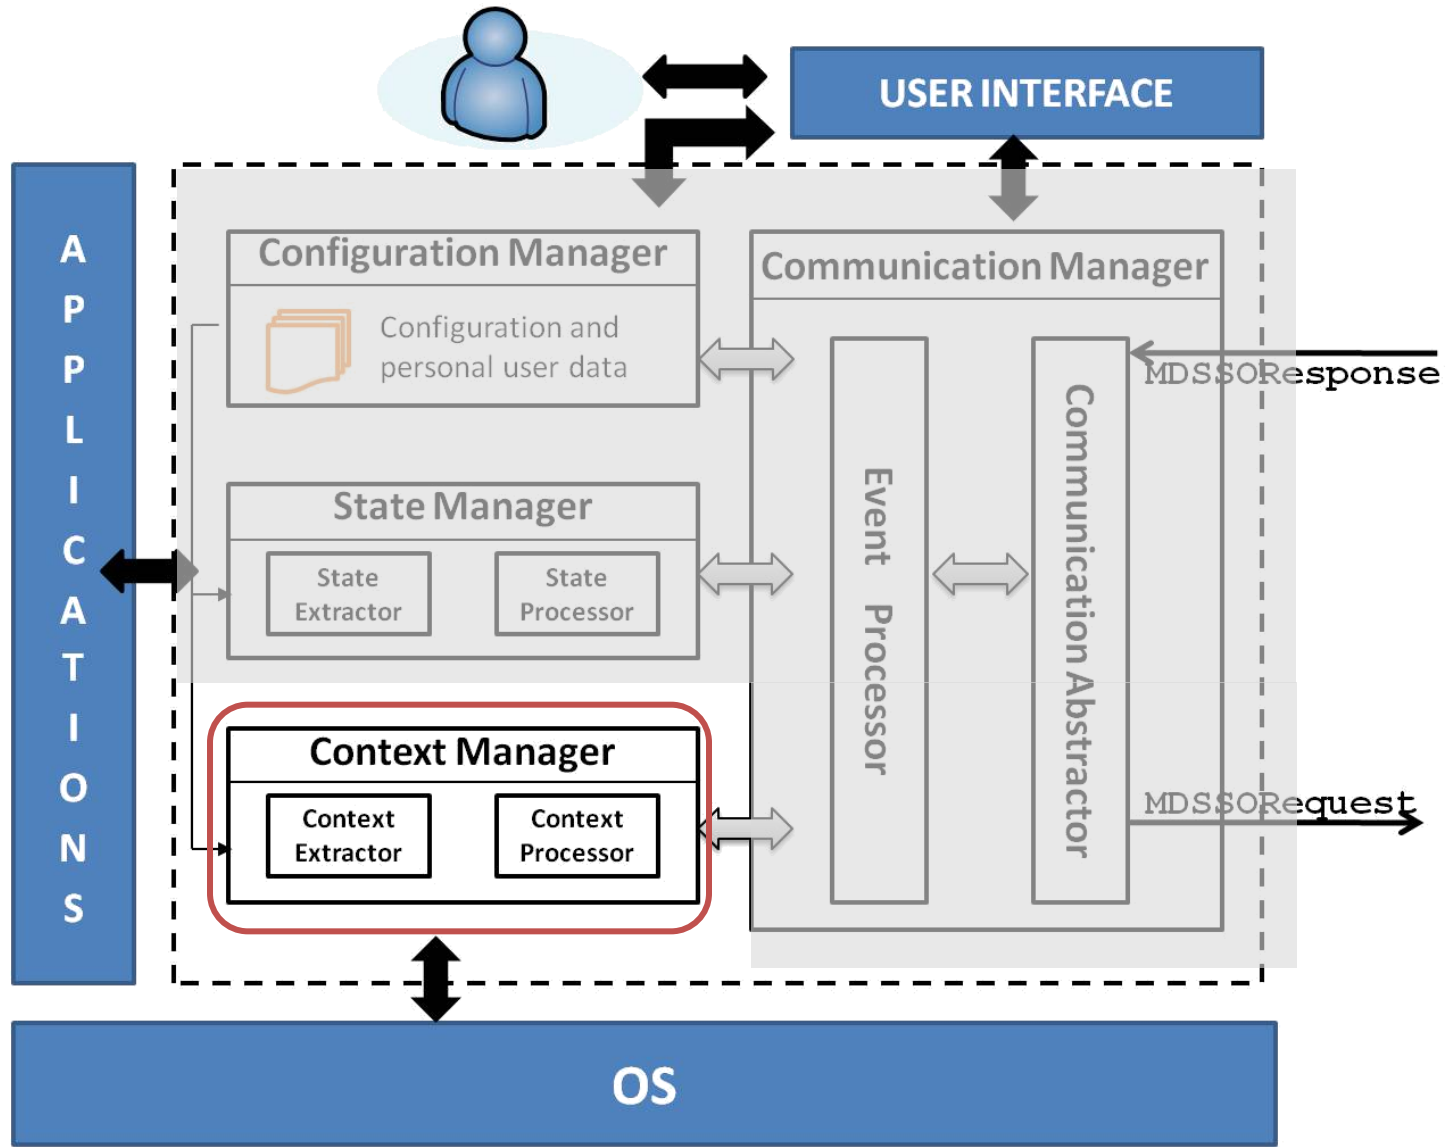 USER INTERFACE
APPLICATIONS
Configuration Manager
Configuration and
personal user data
Communication Manager
Event Processor
Communication Abstractor
MDSSOResponse
State Manager
State
Extractor
State
Processor
Context Manager
Context
Extractor
Context
Processor
MDSSORequest
OS